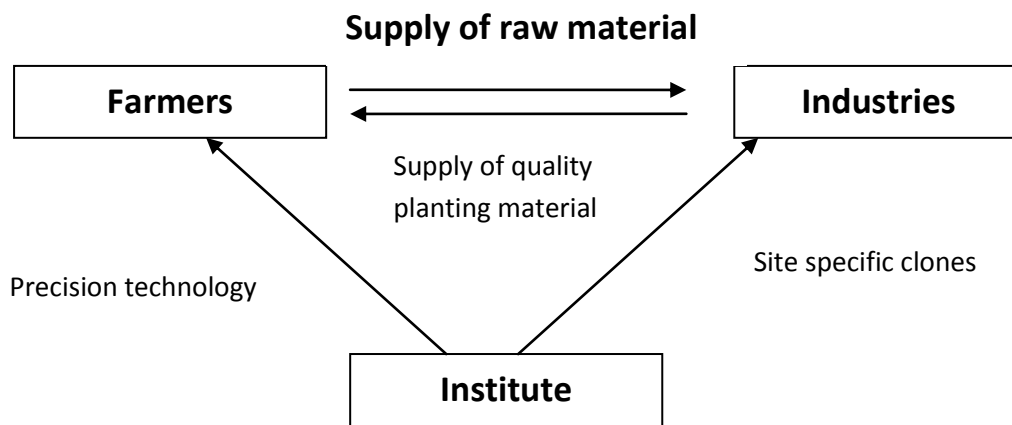 Supply of raw material
Farmers
Industries
Supply of quality
planting material
Site specific clones
Precision technology
Institute